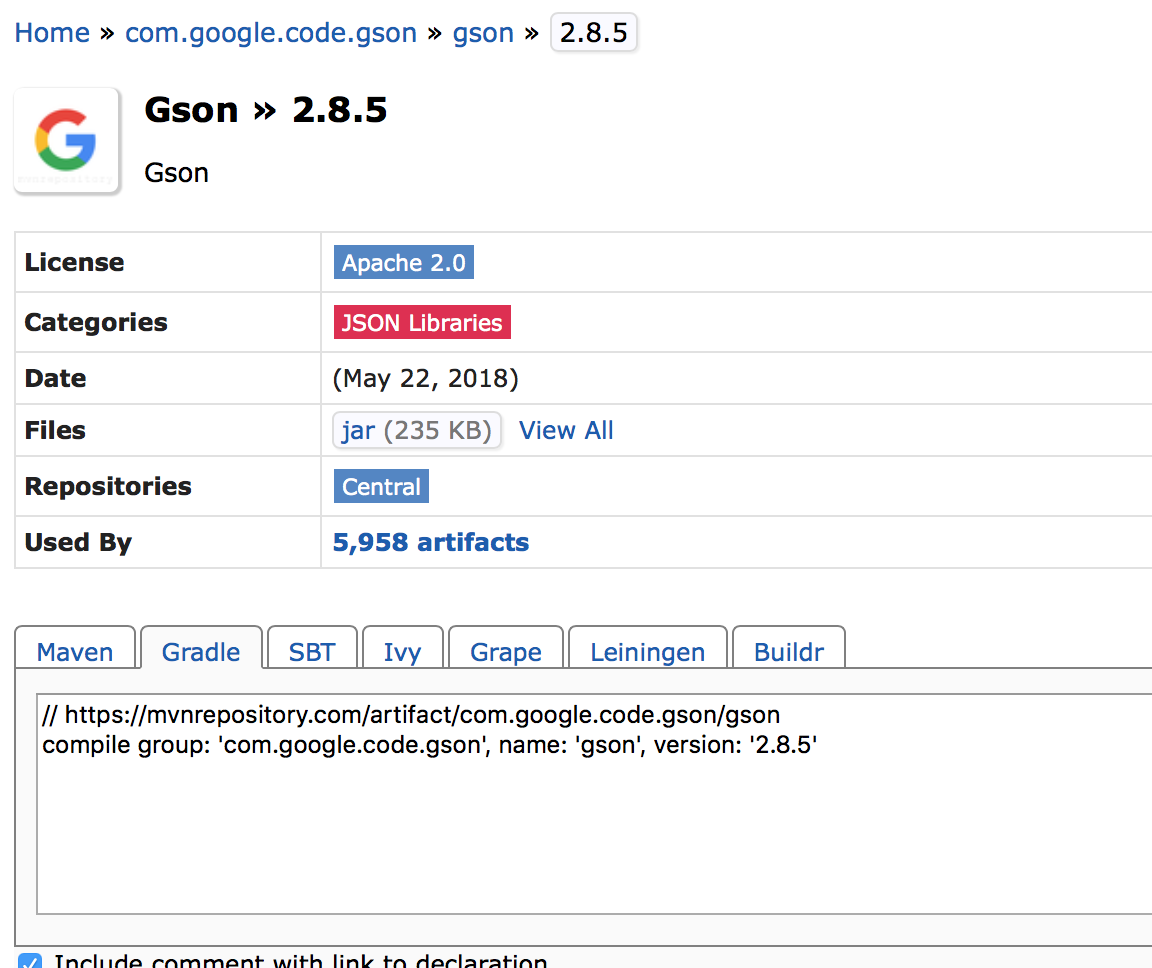 Home » com.google.code.gson » gson » 2.8.5
Gson » 2.8.5
Gson
mvnrepository
License Apache 2.0
Categories JSON Libraries
Date (May 22, 2018)
Files jar (235 KB) View All
Repositories Central
Used By 5,958 artifacts
Maven Gradle SBT Ivy Grape Leiningen Buildr
// https://mvnrepository.com/artifact/com.google.code.gson/gson
compile group: 'com.google.code.gson', name: 'gson', version: '2.8.5'
Include comment with link to declaration